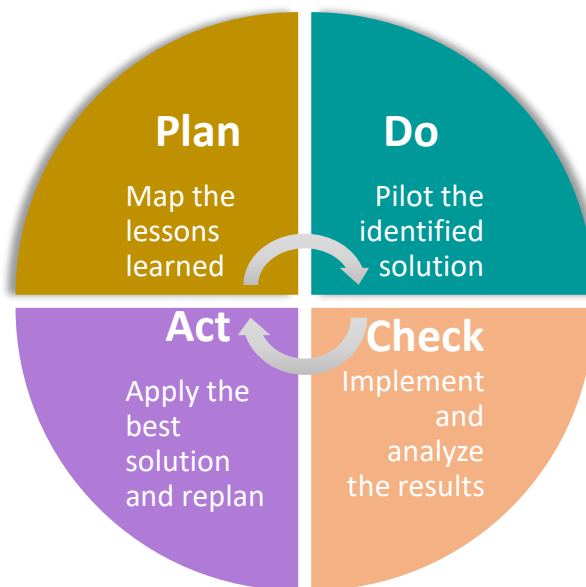 Plan
Map the
lessons
learned
Do
Pilot the
identified
solution
Check
Implement
and
analyze
the results
Act
Apply the
best
solution
and replan